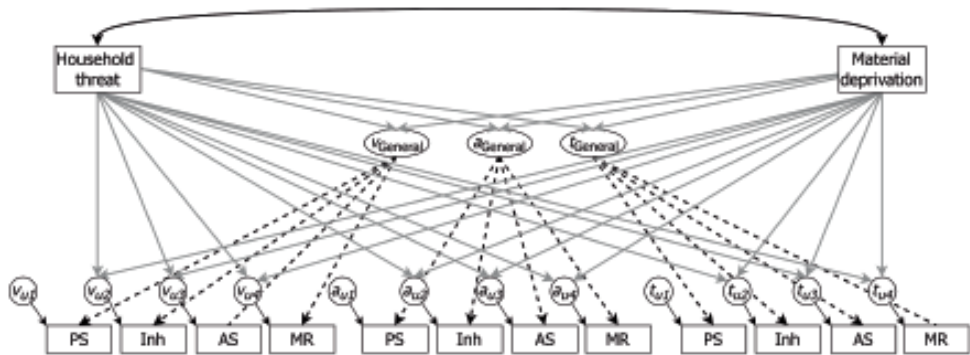 Household
threat
Material
deprivation
vGeneral aGeneral tGeneral
vu1 vu2 vu3 vu4 au1 au2 au3 au4 tu1 tu2 tu3 tu4
PS Inh AS MR PS Inh AS MR PS Inh AS MR